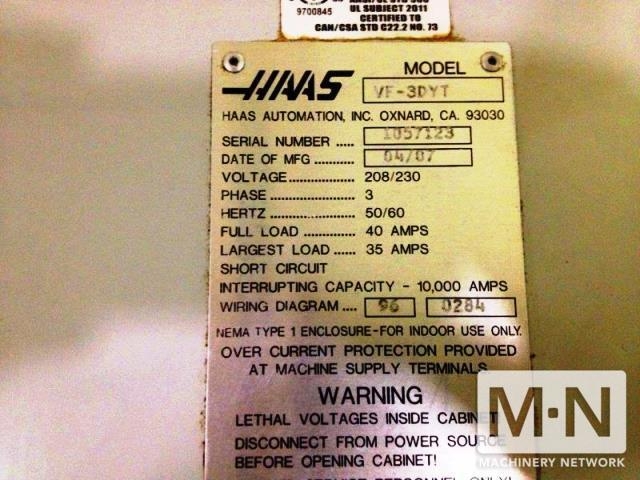 9700845
UL SUBJECT 2011
CERTIFIED TO
CAN/CSA STD C22.2 NO. 73
HAAS
MODEL
VF-3DYT
HAAS AUTOMATION, INC. OXNARD, CA. 93030
SERIAL NUMBER ..... 1057123
DATE OF MFG ........... 04/07
VOLTAGE.................. 208/230
PHASE...................... 3
HERTZ ...................... 50/60
FULL LOAD ............... 40 AMPS
LARGEST LOAD ....... 35 AMPS
SHORT CIRCUIT
INTERRUPTING CAPACITY - 10,000 AMPS
WIRING DIAGRAM .... 96 0284
NEMA TYPE 1 ENCLOSURE-FOR INDOOR USE ONLY.
OVER CURRENT PROTECTION PROVIDED
AT MACHINE SUPPLY TERMINALS
WARNING
LETHAL VOLTAGES INSIDE CABINET
DISCONNECT FROM POWER SOURCE
BEFORE OPENING CABINET!
SERVICE PERSONNEL ONLY!
M·N
MACHINERY NETWORK